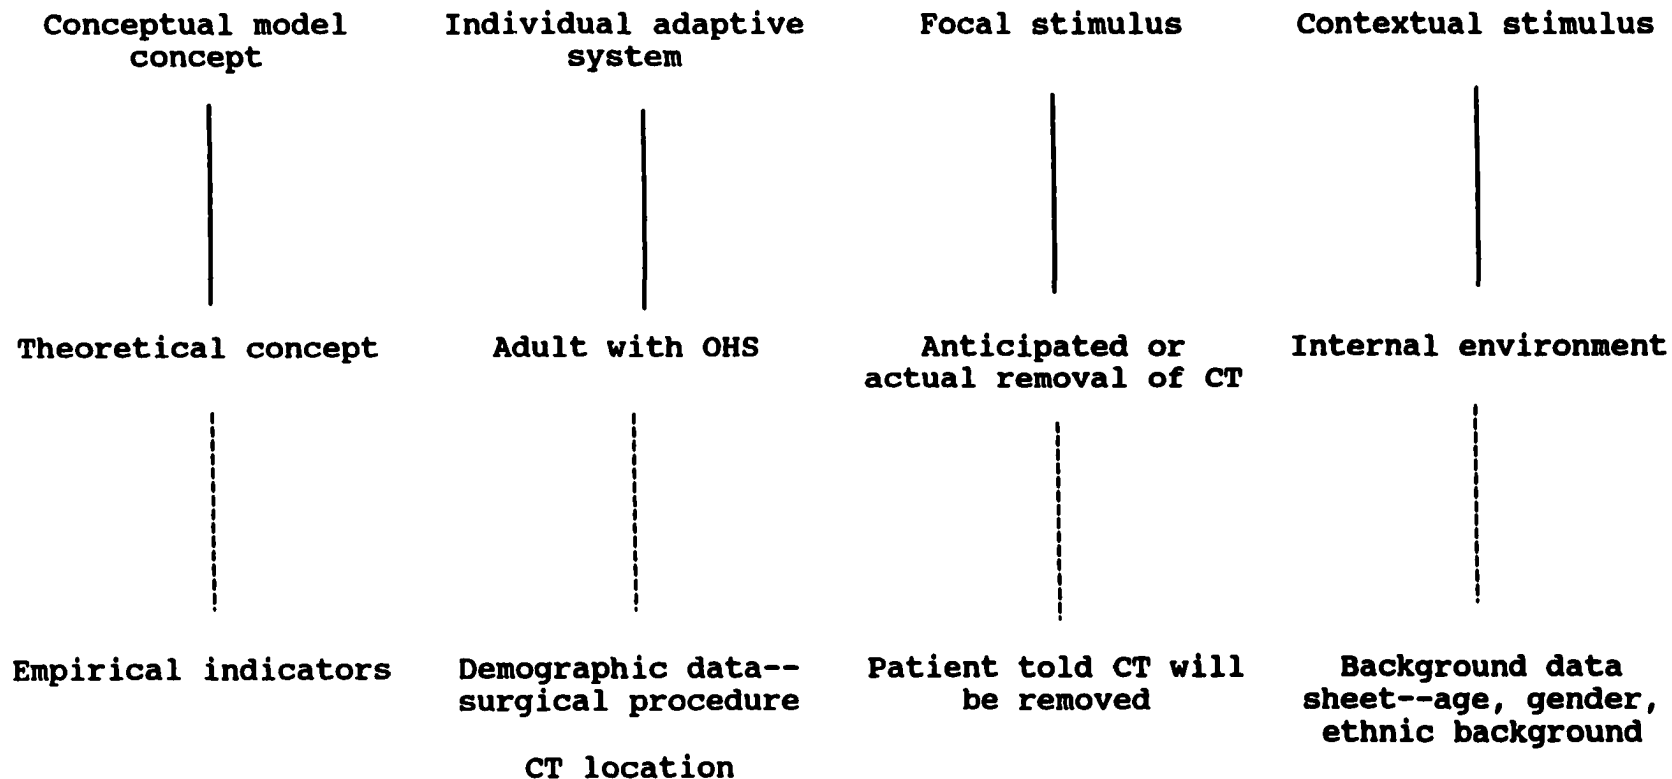 Conceptual model
concept
Individual adaptive
system
Focal stimulus
Contextual stimulus
Theoretical concept
Adult with OHS
Anticipated or
actual removal of CT
Internal environment
Empirical indicators
Demographic data--
surgical procedure
CT location
Patient told CT will
be removed
Background data
sheet--age, gender,
ethnic background